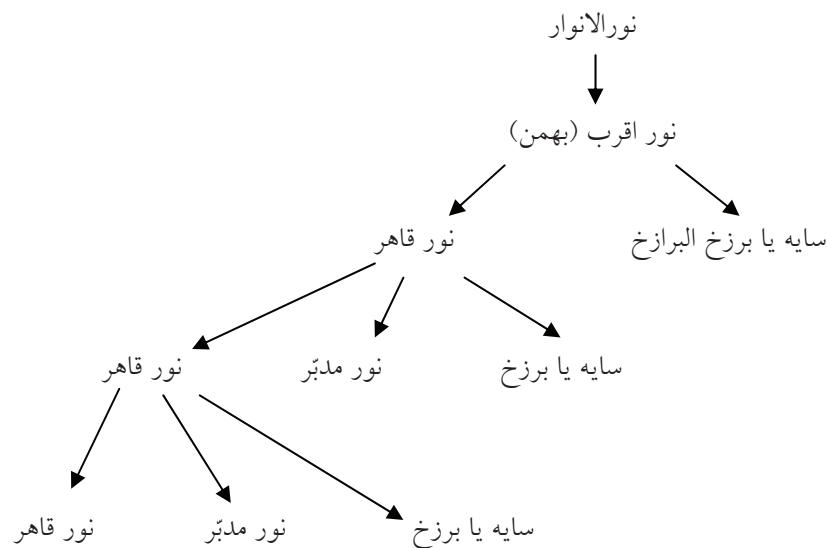 نورالانوار
نور اقرب (بهمن)
سایه یا برزخ البرازخ
نور قاهر
سایه یا برزخ
نور مدبّر
نور قاهر
سایه یا برزخ
نور مدبّر
نور قاهر